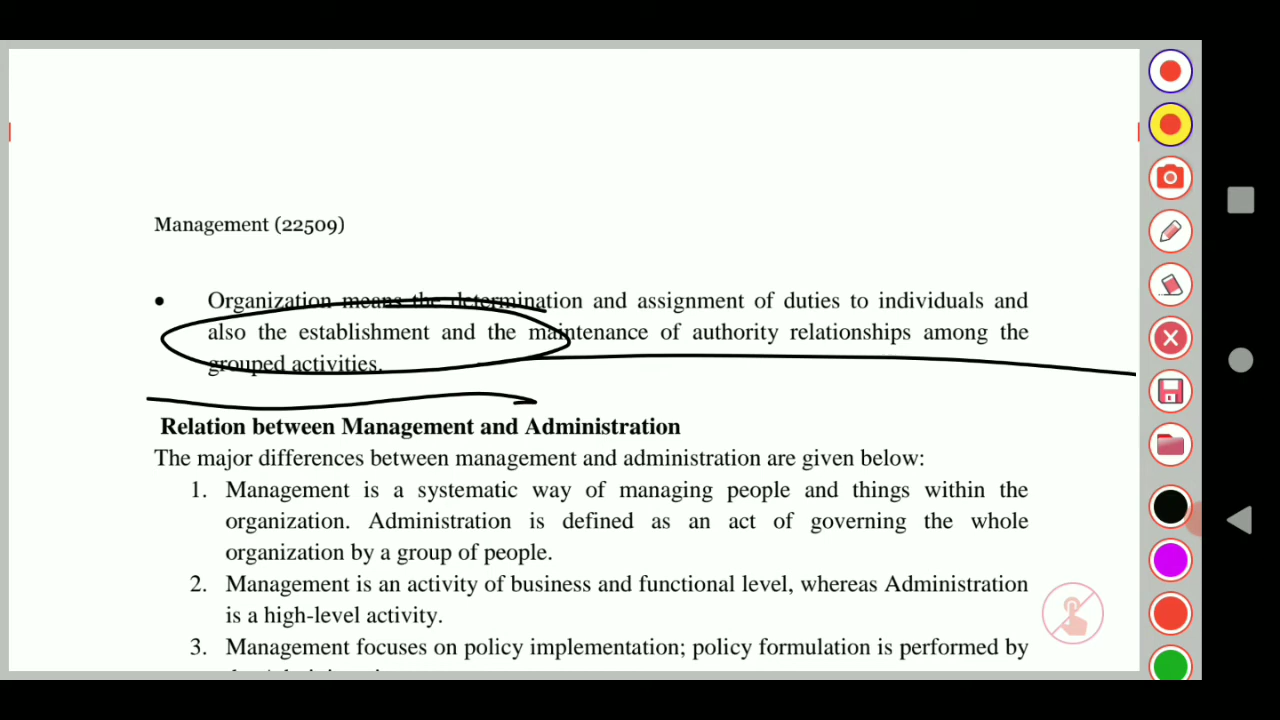 Management (22509)
• Organization means the determination and assignment of duties to individuals and
also the establishment and the maintenance of authority relationships among the
grouped activities.
Relation between Management and Administration
The major differences between management and administration are given below:
1. Management is a systematic way of managing people and things within the
organization. Administration is defined as an act of governing the whole
organization by a group of people.
2. Management is an activity of business and functional level, whereas Administration
is a high-level activity.
3. Management focuses on policy implementation; policy formulation is performed by